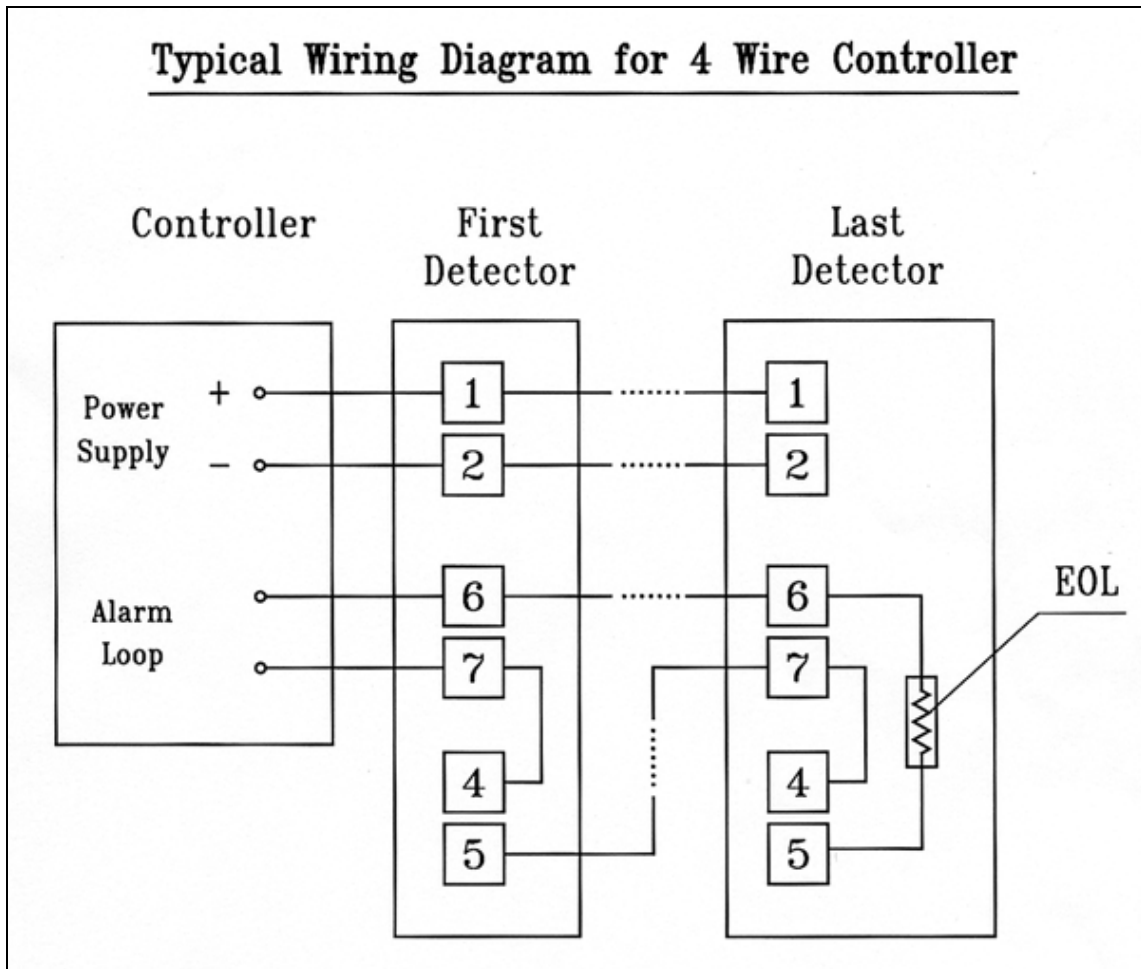 Typical Wiring Diagram for 4 Wire Controller
Controller
First
Detector
Last
Detector
Power
Supply
+
−
Alarm
Loop
1
2
6
7
4
5
1
2
6
7
4
5
EOL